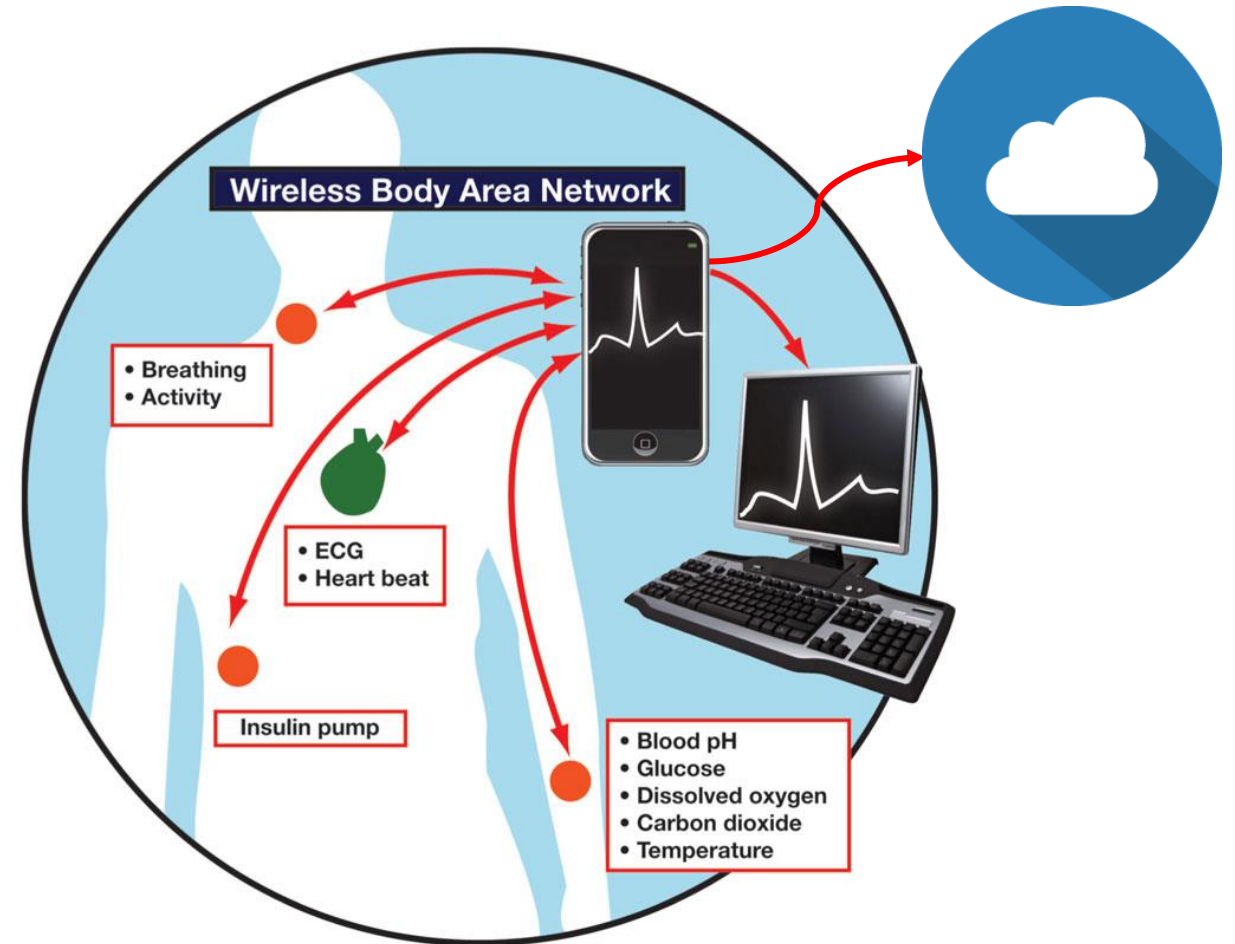 Wireless Body Area Network
• Breathing
• Activity
• ECG
• Heart beat
Insulin pump
• Blood pH
• Glucose
• Dissolved oxygen
• Carbon dioxide
• Temperature